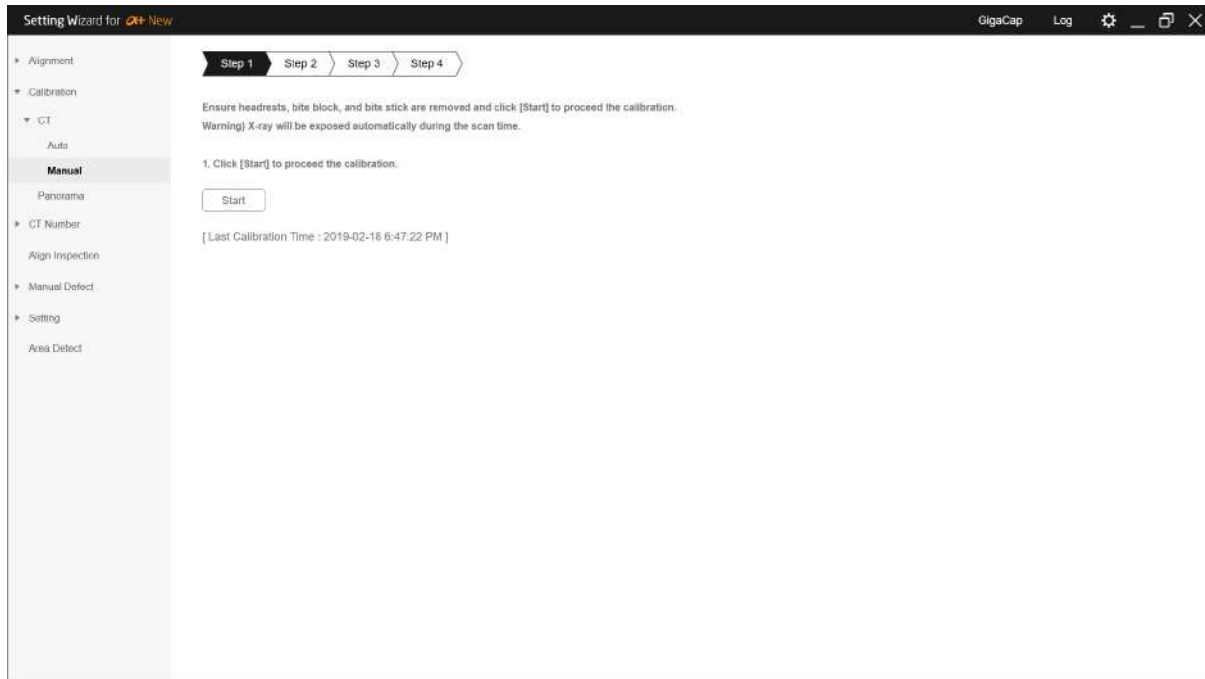 Setting Wizard for α+ New
GigaCap Log
Alignment
Calibration
CT
Auto
Manual
Panorama
CT Number
Align Inspection
Manual Defect
Setting
Area Detect
Step 1 Step 2 Step 3 Step 4
Ensure headrests, bite block, and bite stick are removed and click [Start] to proceed the calibration.
Warning) X-ray will be exposed automatically during the scan time.
1. Click [Start] to proceed the calibration.
Start
[ Last Calibration Time : 2019-02-18 6:47:22 PM ]